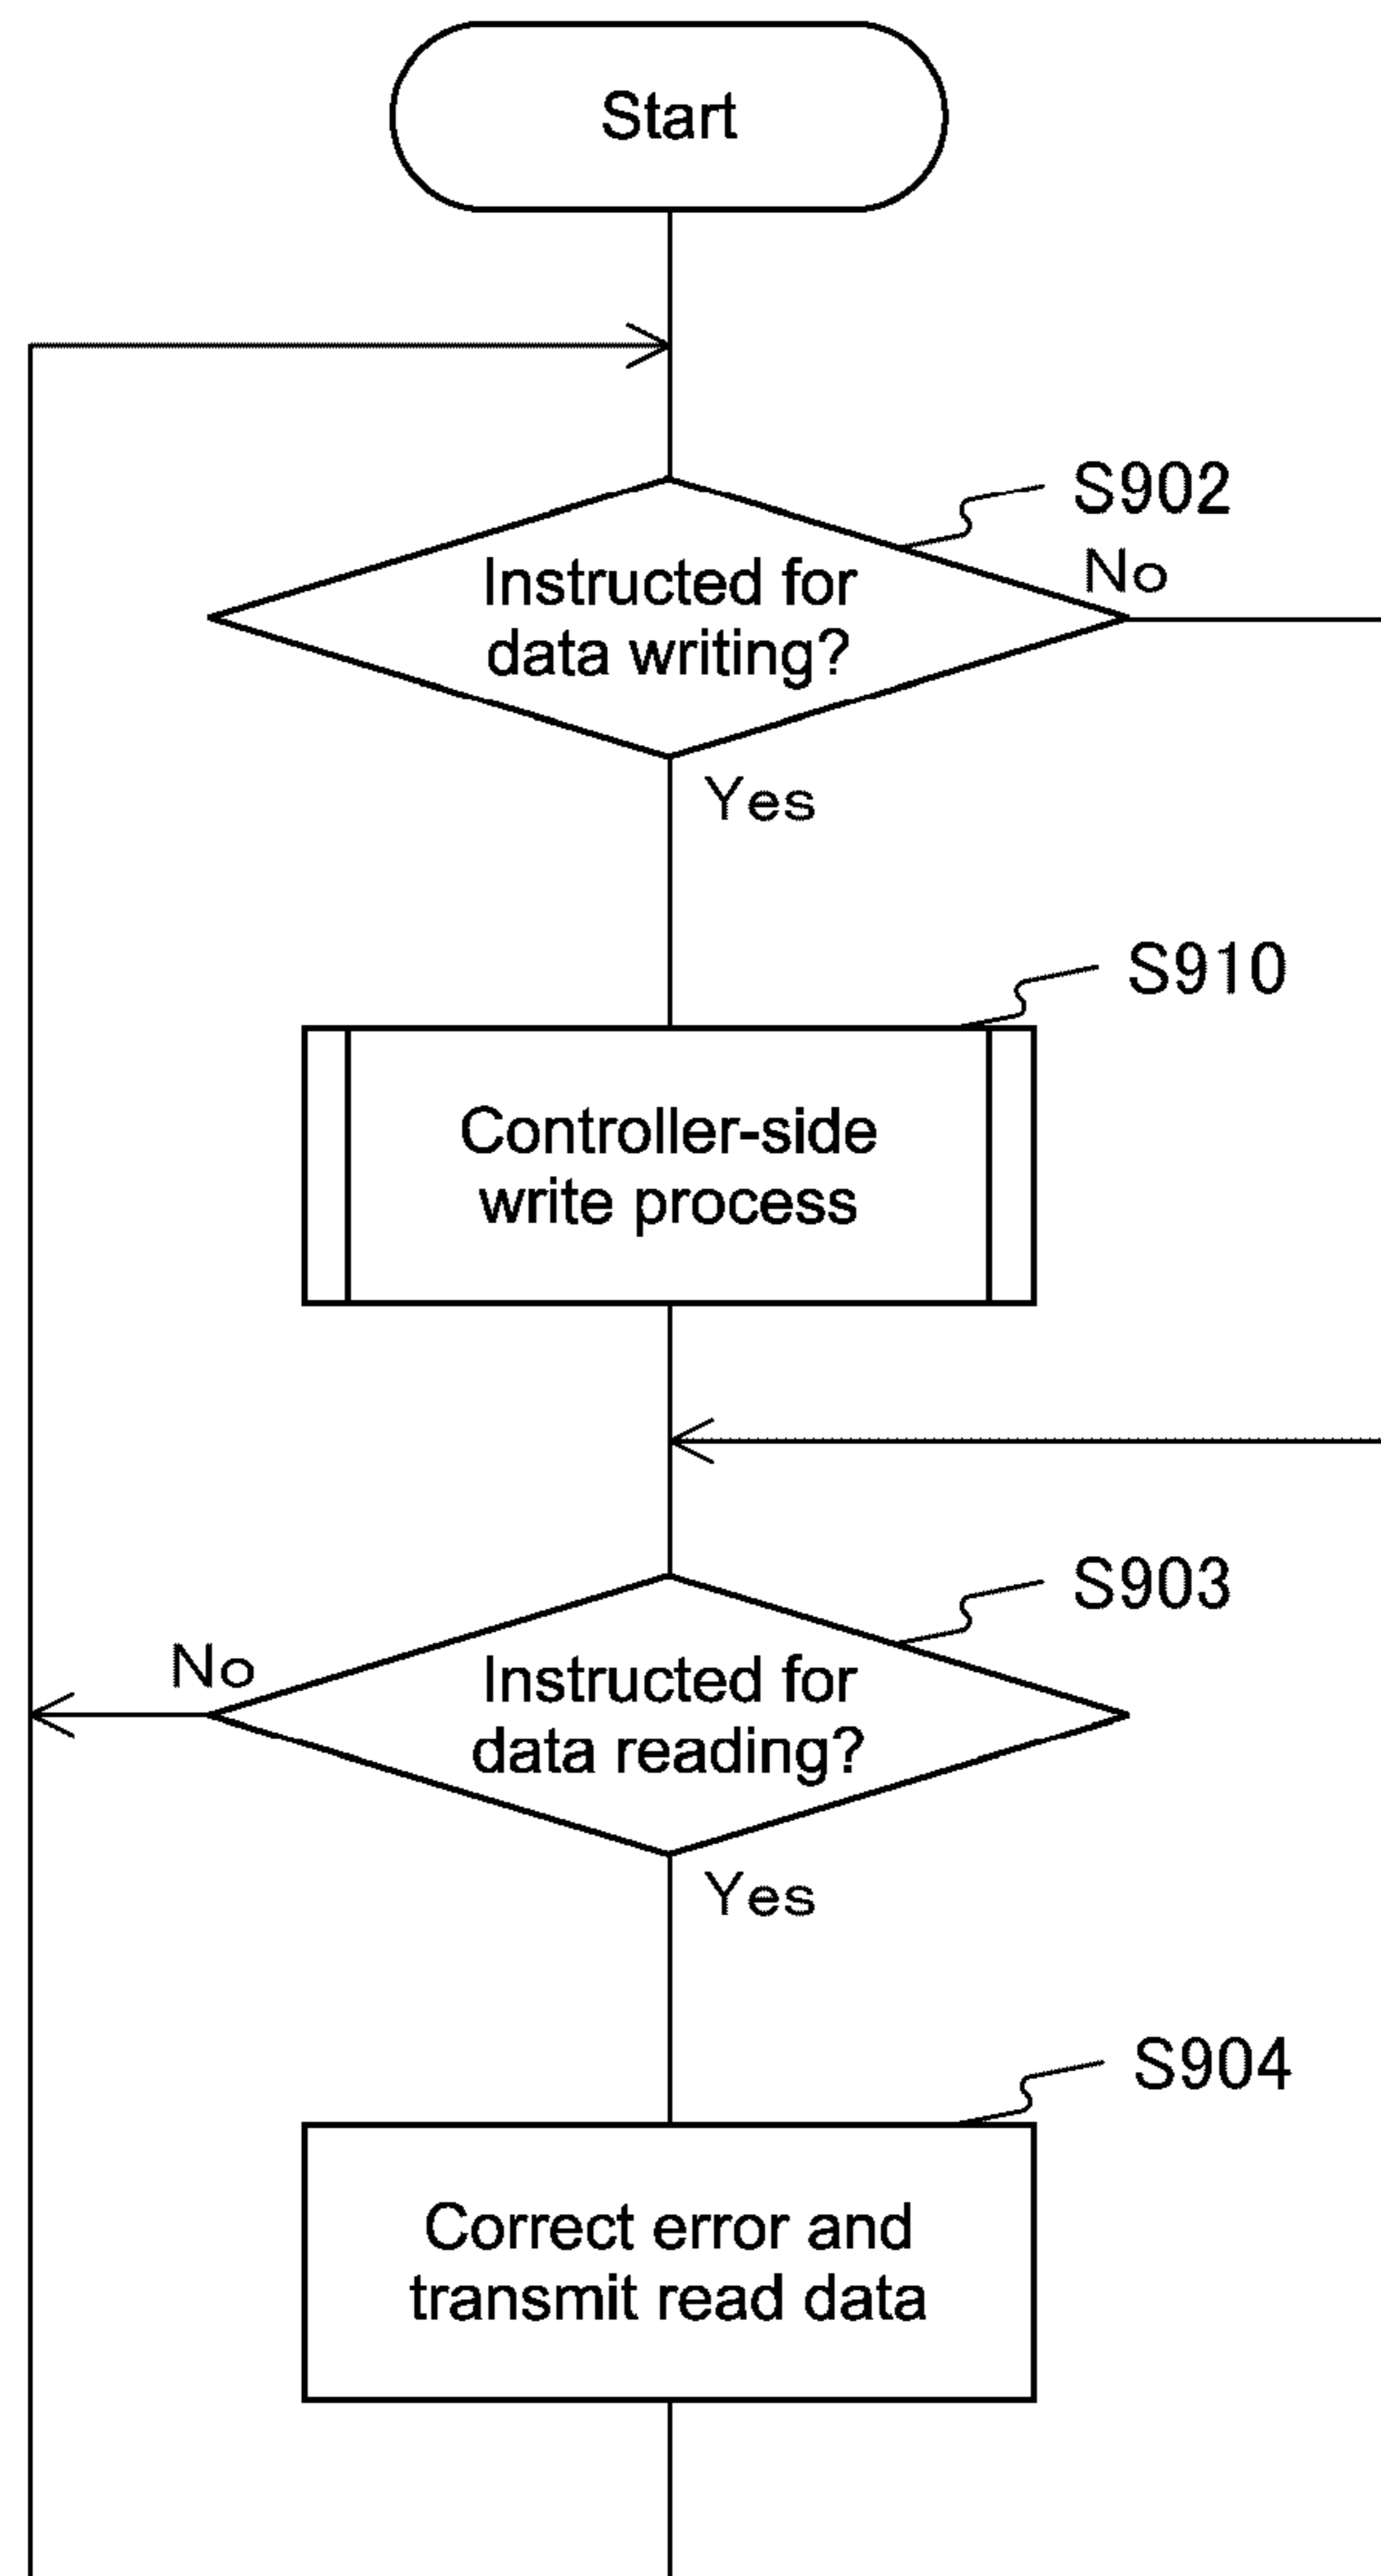 Start
S902
Instructed for
data writing?
No
Yes
S910
Controller-side
write process
S903
No
Instructed for
data reading?
Yes
S904
Correct error and
transmit read data